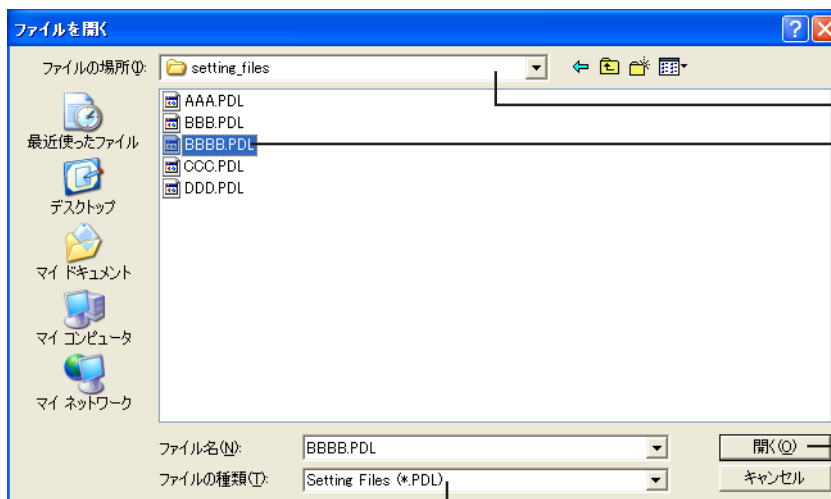 ファイルを開く
ファイルの場所(I):
setting_files
AAA.PDL
BBB.PDL
BBBB.PDL
CCC.PDL
DDD.PDL
最近使ったファイル
デスクトップ
マイ ドキュメント
マイ コンピュータ
マイ ネットワーク
ファイル名(N):
BBBB.PDL
開く(O)
ファイルの種類(T):
Setting Files (*.PDL)
キャンセル